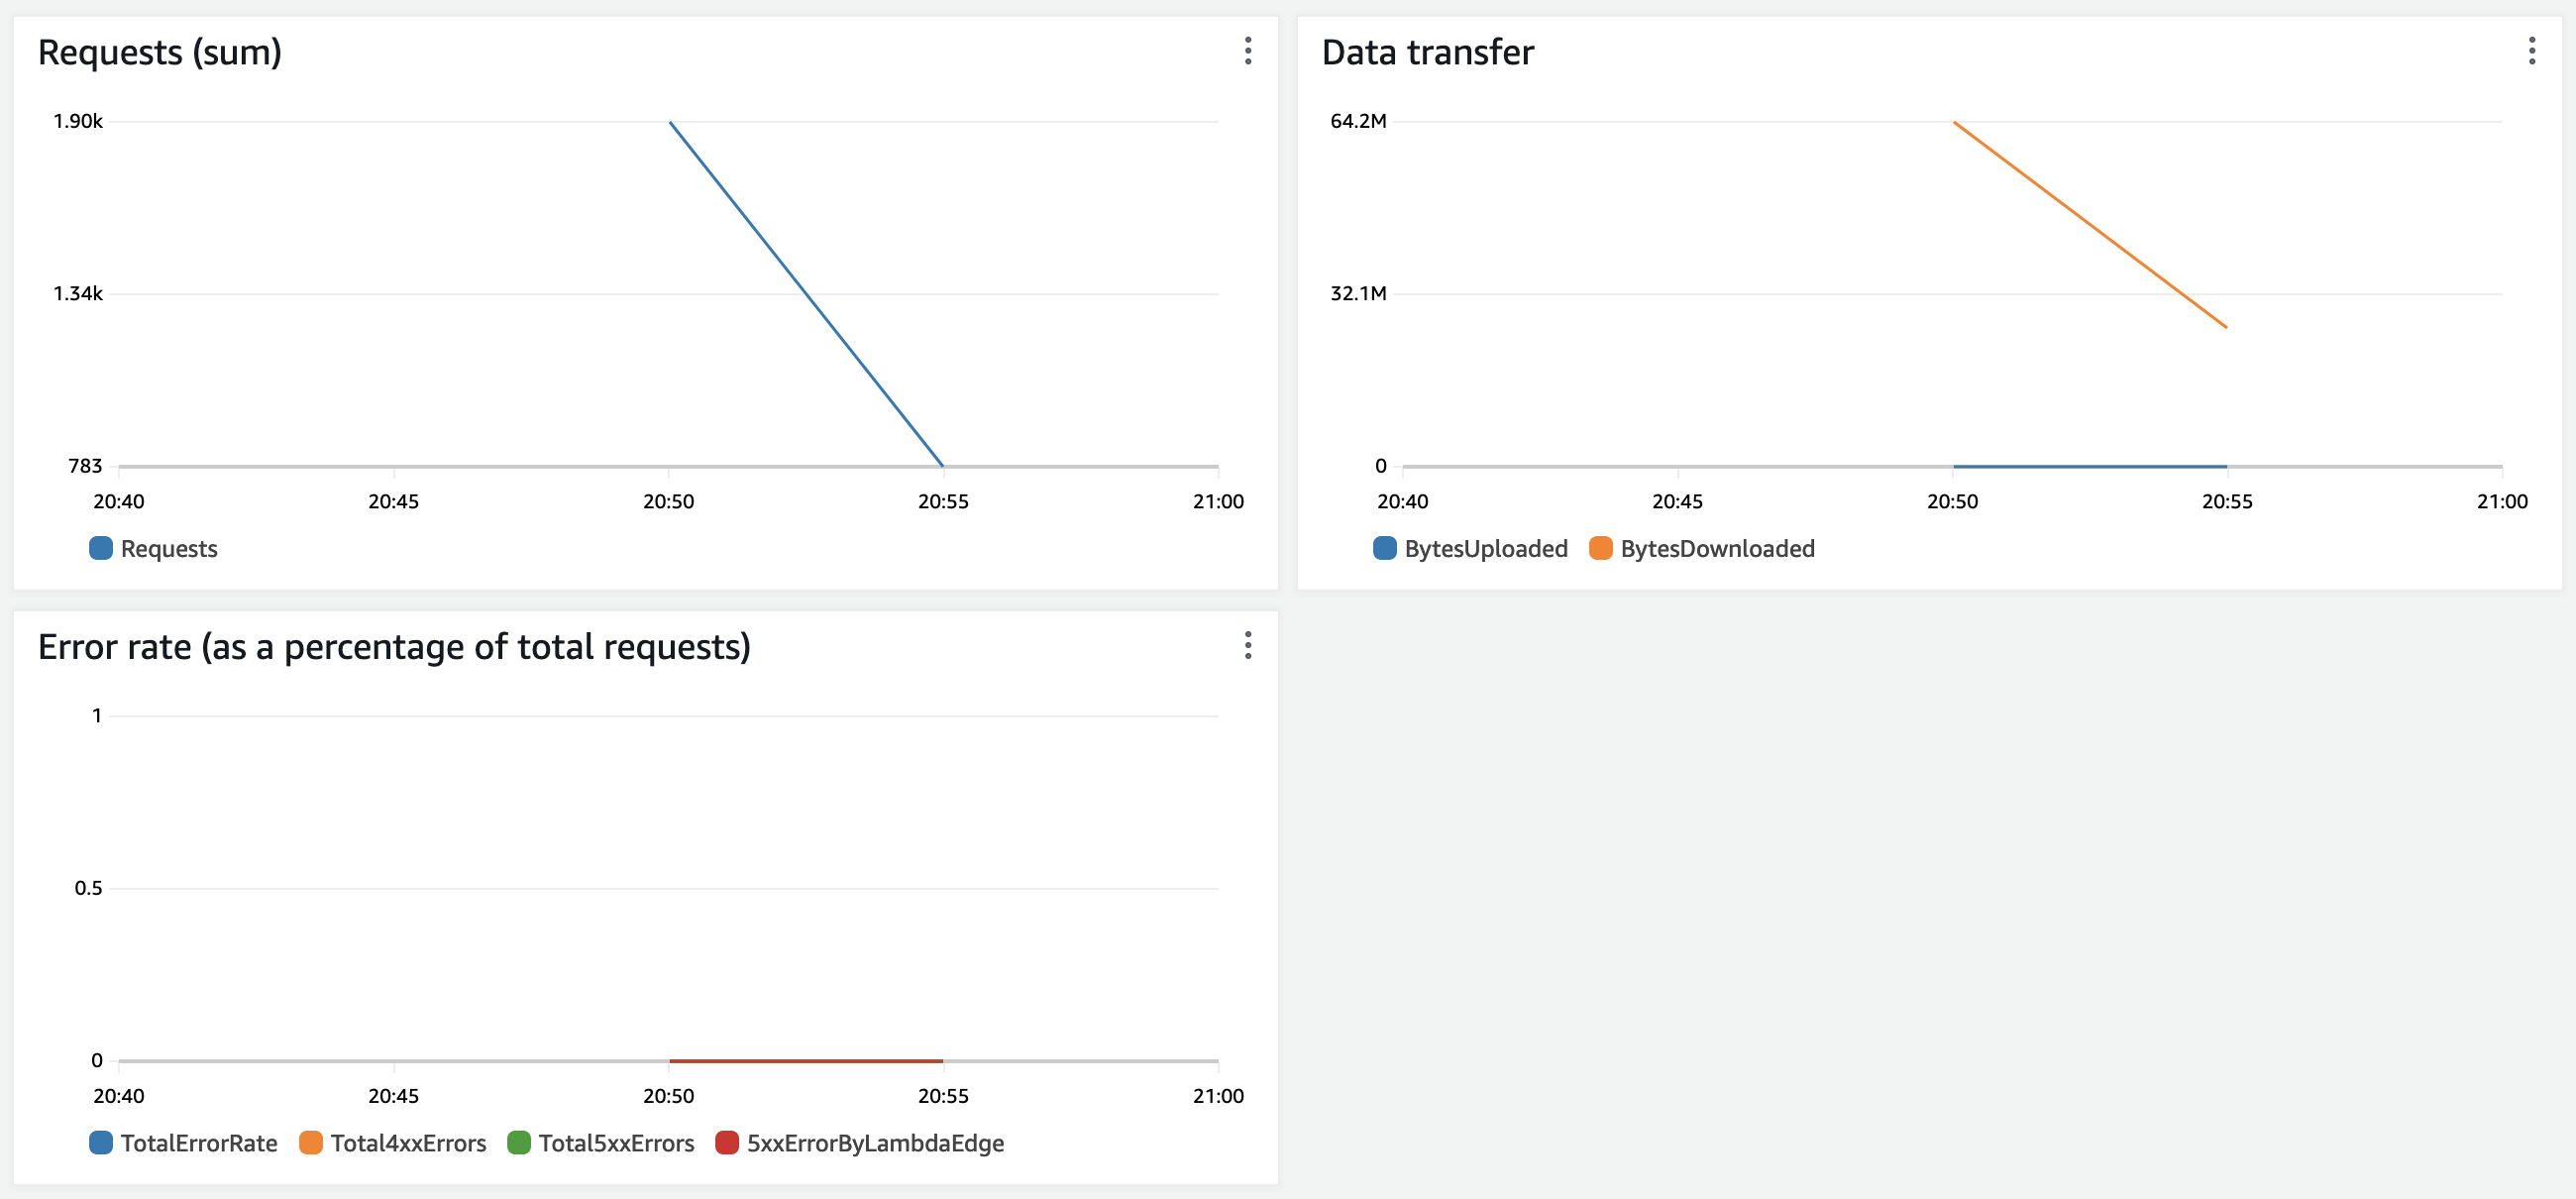 Requests (sum)
1.90k
1.34k
783
20:40 20:45 20:50 20:55 21:00
Requests
Data transfer
64.2M
32.1M
0
20:40 20:45 20:50 20:55 21:00
BytesUploaded BytesDownloaded
Error rate (as a percentage of total requests)
1
0.5
0
20:40 20:45 20:50 20:55 21:00
TotalErrorRate Total4xxErrors Total5xxErrors 5xxErrorByLambdaEdge